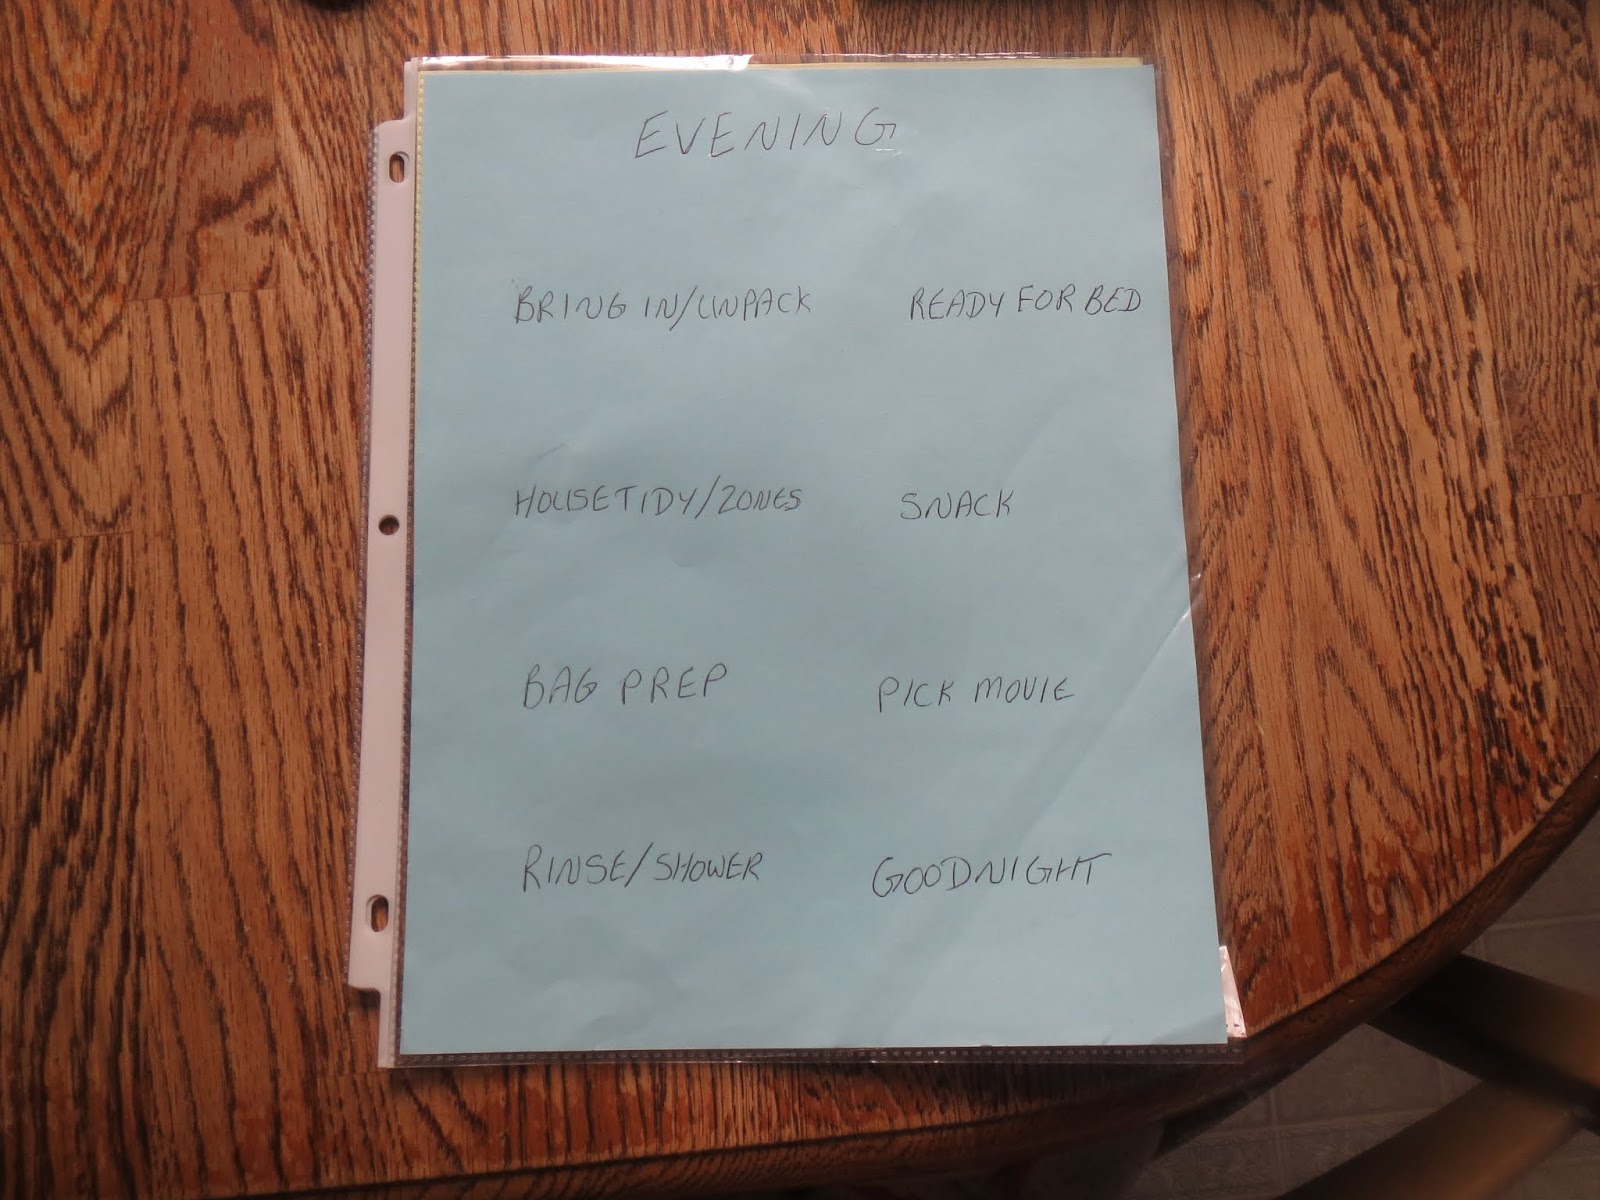 EVENING
BRING IN/UNPACK
HOUSETIDY/ZONES
BAG PREP
RINSE/SHOWER
READY FOR BED
SNACK
PICK MOVIE
GOODNIGHT